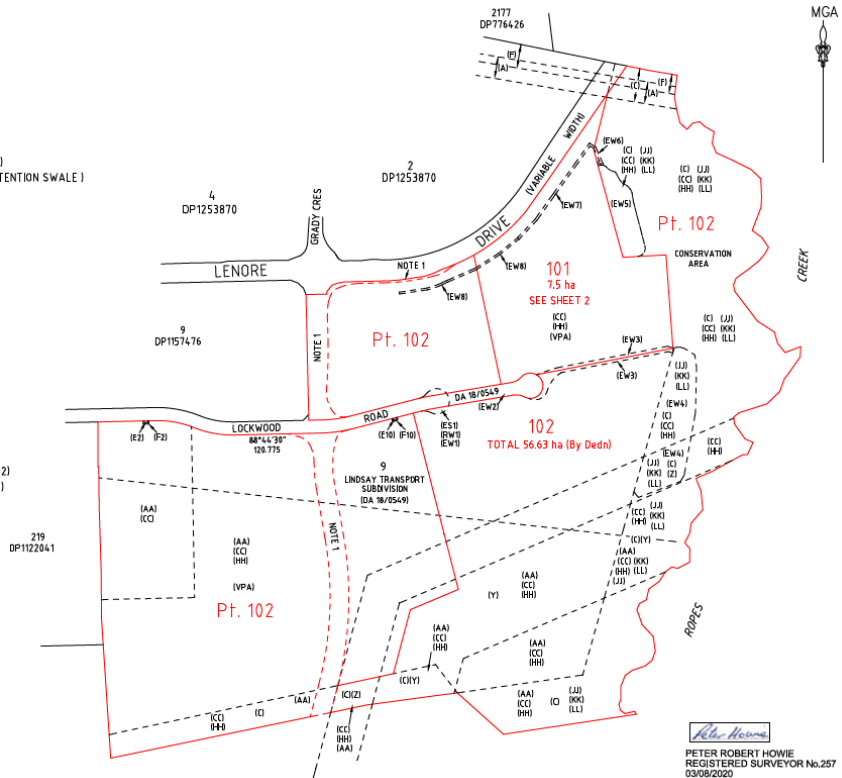 2177
DP776426
MGA
(F)
(A)
(C)
(F)
(A)
)
TENTION SWALE )
4
DP1253870
GRADY CRES
2
DP1253870
(VARIABLE WIDTH)
DRIVE
LENORE
NOTE 1
(EW6)
(C) (JJ)
(CC) (KK)
(HH) (LL)
(EW5)
(C) (JJ)
(CC) (KK)
(HH) (LL)
Pt. 102
CONSERVATION
AREA
CREEK
(EW7)
(EW8)
(EW8)
101
7.5 ha
SEE SHEET 2
(CC)
(HH)
(VPA)
(C) (JJ)
(CC) (KK)
(HH) (LL)
9
DP1157476
NOTE 1
Pt. 102
(EW3)
(EW3)
DA 18/0549
(EW2)
LOCKWOOD
ROAD
88°44'30"
120.775
(E2) (F2)
(E10) (F10)
(ES1)
(RW1)
(EW1)
102
TOTAL 56.63 ha (By Dedn)
(JJ)
(KK)
(LL)
(EW4)
(C)
(CC)
(HH)
(EW4)
(JJ) (C)
(KK) (Z)
(LL)
(CC)
(HH)
9
LINDSAY TRANSPORT
SUBDIVISION
(DA 18/0549)
2)
)
219
DP1122041
(AA)
(CC)
(AA)
(CC)
(HH)
(VPA)
Pt. 102
NOTE 1
(JJ)
(CC) (KK)
(HH) (LL)
(C)(Y)
(AA)
(CC) (KK)
(HH) (LL)
(JJ)
(Y)
(AA)
(CC)
(HH)
(AA)
(CC)
(HH)
(AA)
(CC)
(HH)
(C)(Y)
(C)(Z)
(AA)
(C)
(CC)
(HH)
(CC)
(HH)
(AA)
(AA)
(CC)
(HH)
(C)
(JJ)
(KK)
(LL)
ROPES
Peter Howie
PETER ROBERT HOWIE
REGISTERED SURVEYOR No.257
03/08/2020